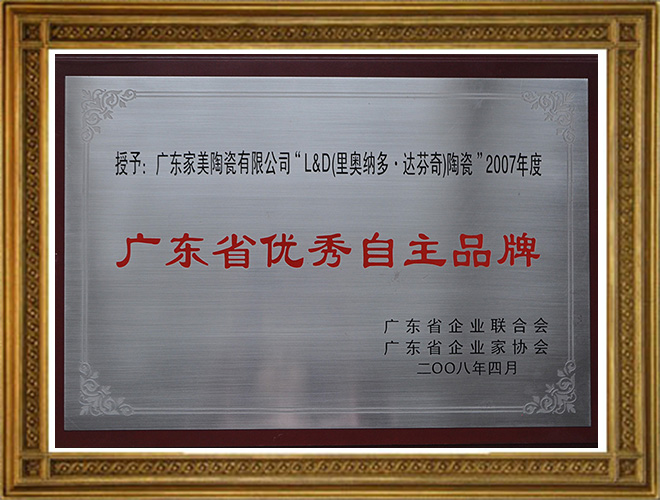 授予：广东家美陶瓷有限公司“L&D(里奥纳多·达芬奇)陶瓷”2007年度
广东省优秀自主品牌
广东省企业联合会
广东省企业家协会
二〇〇八年四月